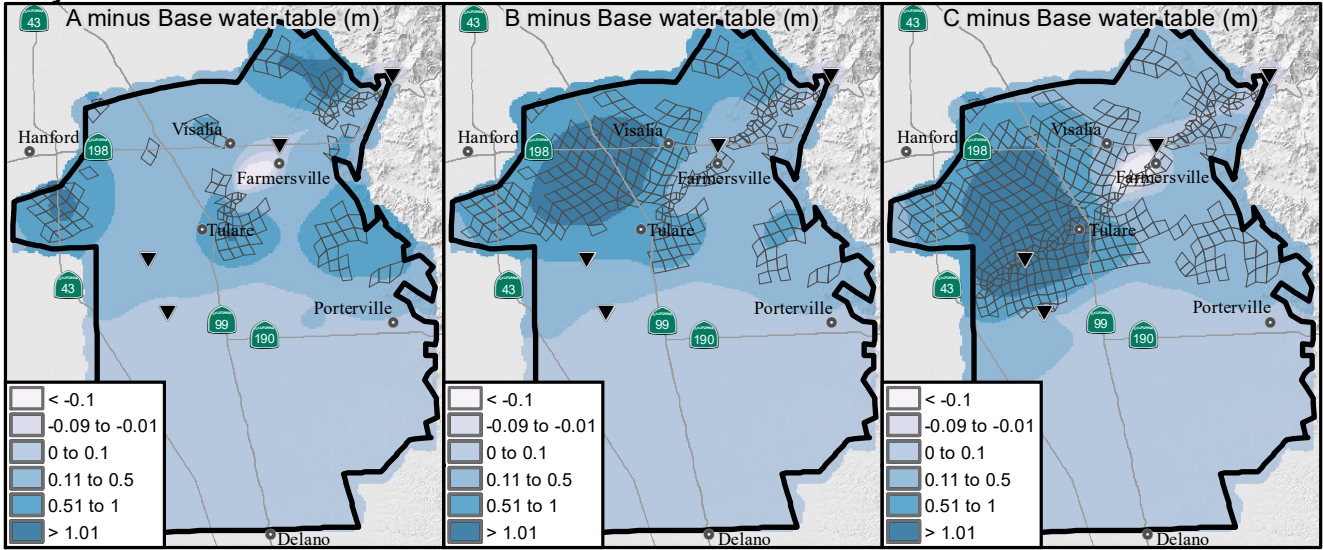 A minus Base water table (m)
43
Visalia
Hanford
198
Farmersville
Tulare
43
Porterville
99
190
< -0.1
-0.09 to -0.01
0 to 0.1
0.11 to 0.5
0.51 to 1
> 1.01
Delano
B minus Base water table (m)
43
Visalia
Hanford
198
Farmersville
Tulare
43
Porterville
99
190
< -0.1
-0.09 to -0.01
0 to 0.1
0.11 to 0.5
0.51 to 1
> 1.01
Delano
C minus Base water table (m)
43
Visalia
Hanford
198
Farmersville
Tulare
43
Porterville
99
190
< -0.1
-0.09 to -0.01
0 to 0.1
0.11 to 0.5
0.51 to 1
> 1.01
Delano